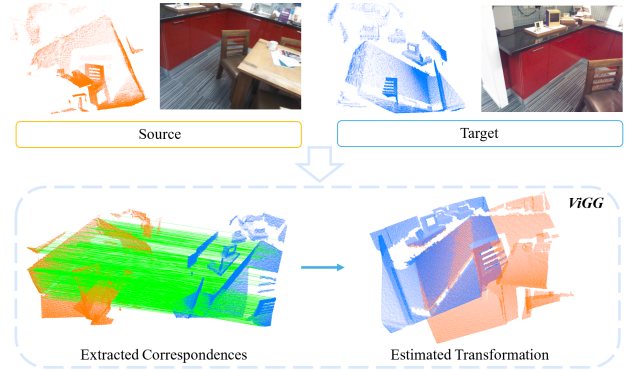 Source
Target
ViGG
Extracted Correspondences
Estimated Transformation